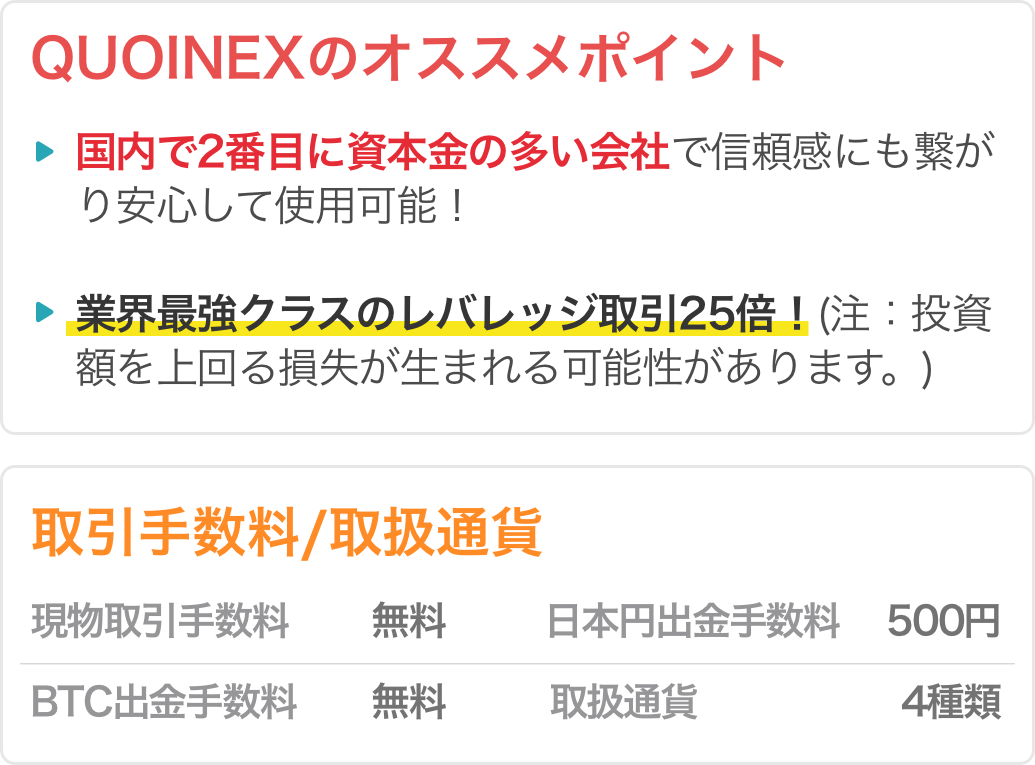 QUOINEXのオススメポイント
国内で2番目に資本金の多い会社で信頼感にも繋が
り安心して使用可能！
業界最強クラスのレバレッジ取引25倍！(注：投資
額を上回る損失が生まれる可能性があります。)
取引手数料/取扱通貨
現物取引手数料 無料 日本円出金手数料 500円
BTC出金手数料 無料 取扱通貨 4種類